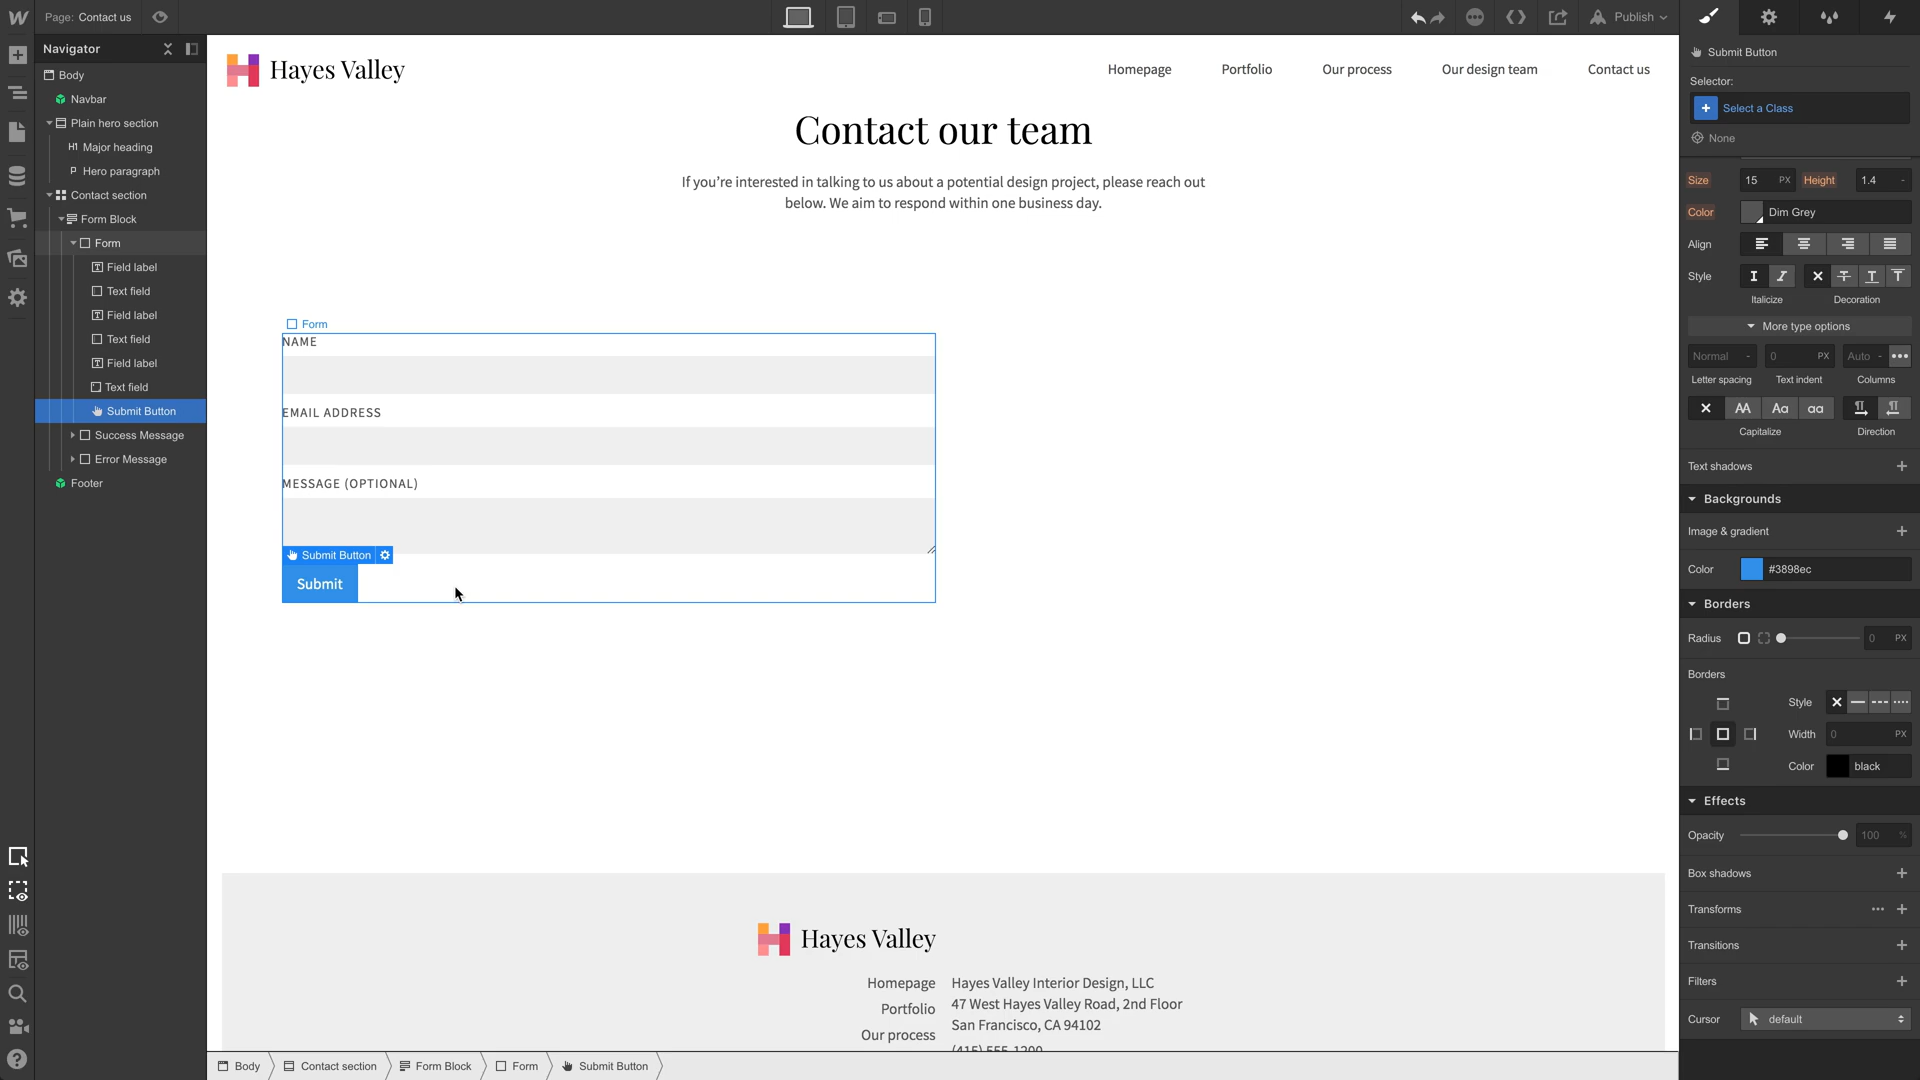 Page: Contact us
Publish
Navigator
Body
Navbar
Plain hero section
H1 Major heading
P Hero paragraph
Contact section
Form Block
Form
Field label
Text field
Field label
Text field
Field label
Text field
Submit Button
Success Message
Error Message
Footer
Hayes Valley
Homepage
Portfolio
Our process
Our design team
Contact us
Contact our team
If you're interested in talking to us about a potential design project, please reach out
below. We aim to respond within one business day.
Form
NAME
EMAIL ADDRESS
MESSAGE (OPTIONAL)
Submit Button
Submit
Hayes Valley
Homepage
Portfolio
Our process
Hayes Valley Interior Design, LLC
47 West Hayes Valley Road, 2nd Floor
San Francisco, CA 94102
(415) 555-1200
Body
Contact section
Form Block
Form
Submit Button
Submit Button
Selector:
Select a Class
None
Size 15 PX Height 1.4 -
Color Dim Grey
Align
Style
Italicize Decoration
More type options
Normal - 0 PX Auto -
Letter spacing Text indent Columns
AA Aa aa
Capitalize Direction
Text shadows
Backgrounds
Image & gradient
Color #3898ec
Borders
Radius 0 PX
Borders
Style
Width 0 PX
Color black
Effects
Opacity 100 %
Box shadows
Transforms
Transitions
Filters
Cursor default